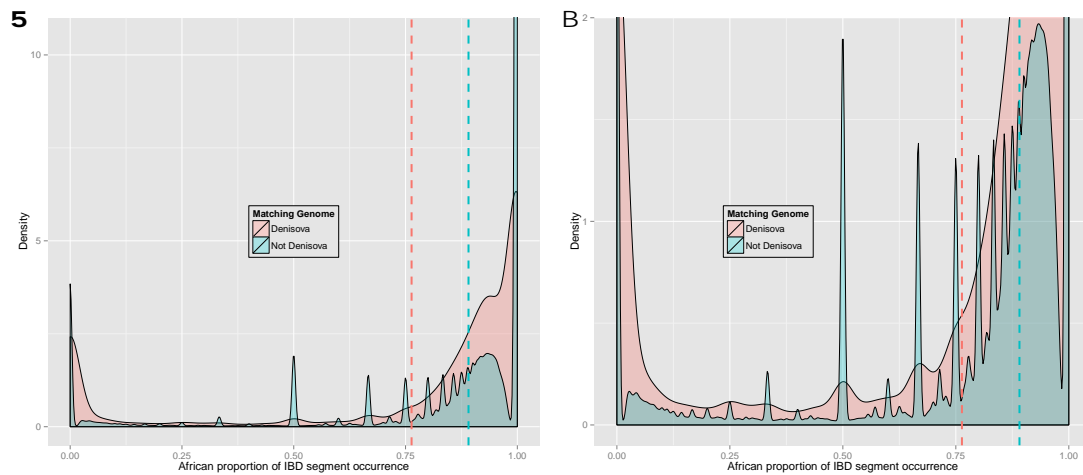 5
10
5
0
Density
Matching Genome
Denisova
Not Denisova
0.00 0.25 0.50 0.75 1.00
African proportion of IBD segment occurrence
B
2
1
0
Density
Matching Genome
Denisova
Not Denisova
0.00 0.25 0.50 0.75 1.00
African proportion of IBD segment occurrence